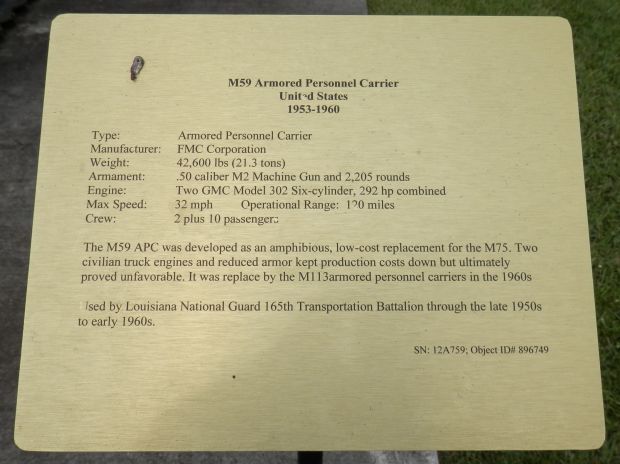 M59 Armored Personnel Carrier
United States
1953-1960
Type: Armored Personnel Carrier
Manufacturer: FMC Corporation
Weight: 42,600 lbs (21.3 tons)
Armament: .50 caliber M2 Machine Gun and 2,205 rounds
Engine: Two GMC Model 302 Six-cylinder, 292 hp combined
Max Speed: 32 mph Operational Range: 120 miles
Crew: 2 plus 10 passengers
The M59 APC was developed as an amphibious, low-cost replacement for the M75. Two
civilian truck engines and reduced armor kept production costs down but ultimately
proved unfavorable. It was replace by the M113armored personnel carriers in the 1960s
Used by Louisiana National Guard 165th Transportation Battalion through the late 1950s
to early 1960s.
SN: 12A759; Object ID# 896749